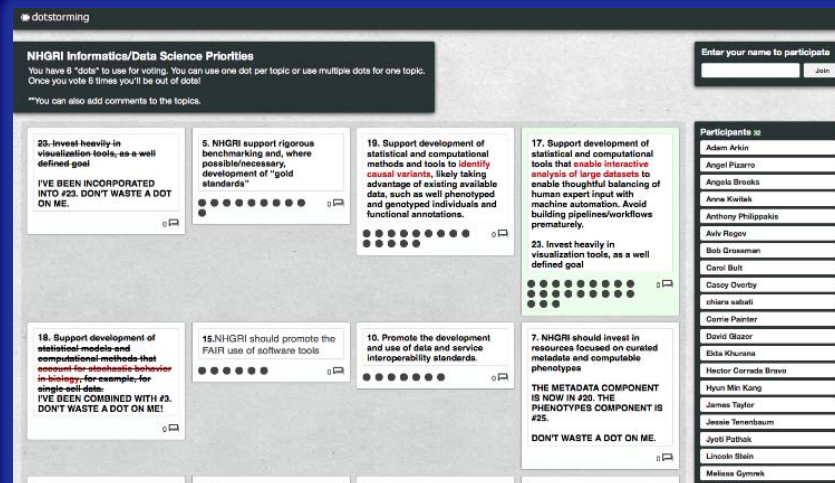 dotstorming
NHGRI Informatics/Data Science Priorities
You have 6 "dots" to use for voting. You can use one dot per topic or use multiple dots for one topic.
Once you vote 6 times you'll be out of dots!
**You can also add comments to the topics.
Enter your name to participate
Join
23. Invest heavily in
visualization tools, as a well
defined goal
I'VE BEEN INCORPORATED
INTO #23. DON'T WASTE A DOT
ON ME.
0
5. NHGRI support rigorous
benchmarking and, where
possible/necessary,
development of "gold
standards"
0
19. Support development of
statistical and computational
methods and tools to identify
causal variants, likely taking
advantage of existing available
data, such as well phenotyped
and genotyped individuals and
functional annotations.
0
17. Support development of
statistical and computational
tools that enable interactive
analysis of large datasets to
enable thoughtful balancing of
human expert input with
machine automation. Avoid
building pipelines/workflows
prematurely.
23. Invest heavily in
visualization tools, as a well
defined goal
0
18. Support development of
statistical models and
computational methods that
account for stochastic behavior
in biology, for example, for
single cell data.
I'VE BEEN COMBINED WITH #3.
DON'T WASTE A DOT ON ME!
0
15.NHGRI should promote the
FAIR use of software tools
0
10. Promote the development
and use of data and service
interoperability standards.
0
7. NHGRI should invest in
resources focused on curated
metadata and computable
phenotypes
THE METADATA COMPONENT
IS NOW IN #20. THE
PHENOTYPES COMPONENT IS
#25.
DON'T WASTE A DOT ON ME.
0
Participants 32
Adam Arkin
Angel Pizarro
Angela Brooks
Anne Kwitek
Anthony Philippakis
Aviv Regev
Bob Grossman
Carol Bult
Casey Overby
chiara sabati
Corrie Painter
David Glazer
Ekta Khurana
Hector Corrada Bravo
Hyun Min Kang
James Taylor
Jessie Tenenbaum
Jyoti Pathak
Lincoln Stein
Melissa Gymrek